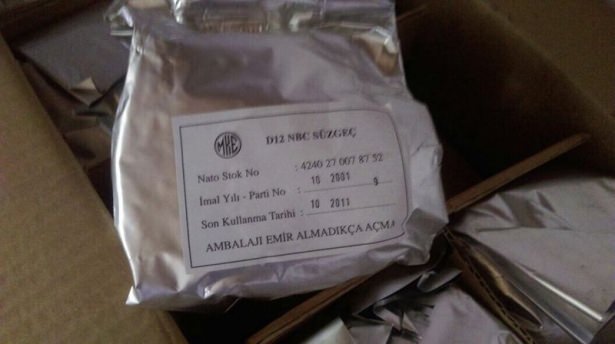 MKE
D12 NBC SÜZGEÇ
Nato Stok No : 4240 27 007 87 52
İmal Yılı - Parti No : 10 2001 9
Son Kullanma Tarihi : 10 2011
AMBALAJI EMİR ALMADIKÇA AÇMA